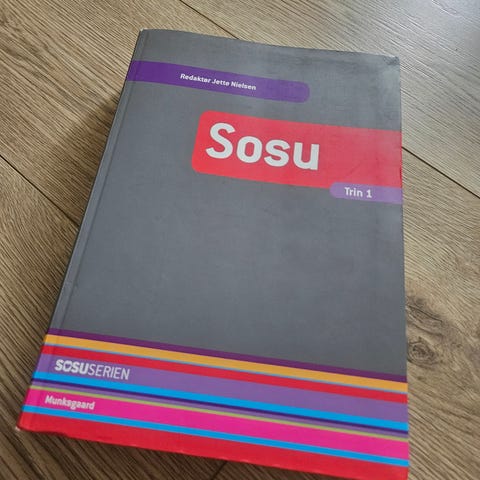 Redaktør Jette Nielsen
Sosu
Trin 1
SOSUSERIEN
Munksgaard